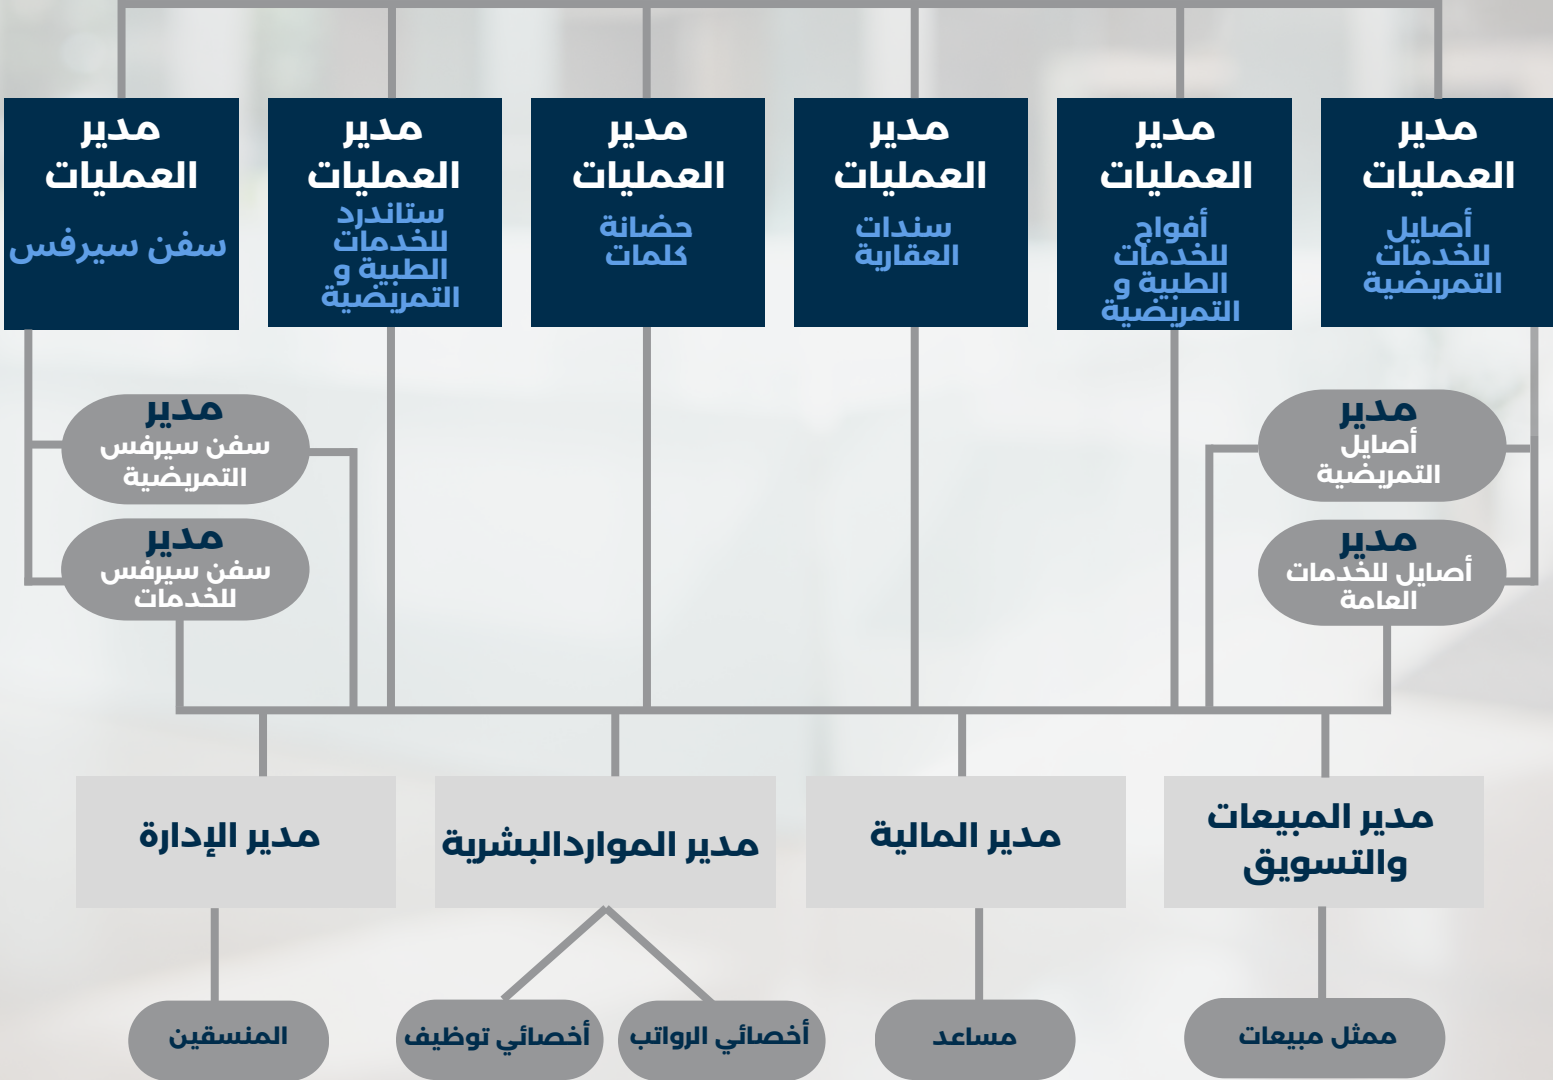 مدير
العمليات
أصايل
للخدمات
التمريضية
مدير
العمليات
أفواج
للخدمات
الطبية و
التمريضية
مدير
العمليات
سندات
العقارية
مدير
العمليات
حضانة
كلمات
مدير
العمليات
ستاندرد
للخدمات
الطبية و
التمريضية
مدير
العمليات
سفن سيرفس
مدير
أصايل
التمريضية
مدير
سفن سيرفس
التمريضية
مدير
أصايل للخدمات
العامة
مدير
سفن سيرفس
للخدمات
مدير المبيعات
والتسويق
مدير المالية
مدير المواردالبشرية
مدير الإدارة
ممثل مبيعات
مساعد
أخصائي الرواتب
أخصائي توظيف
المنسقين